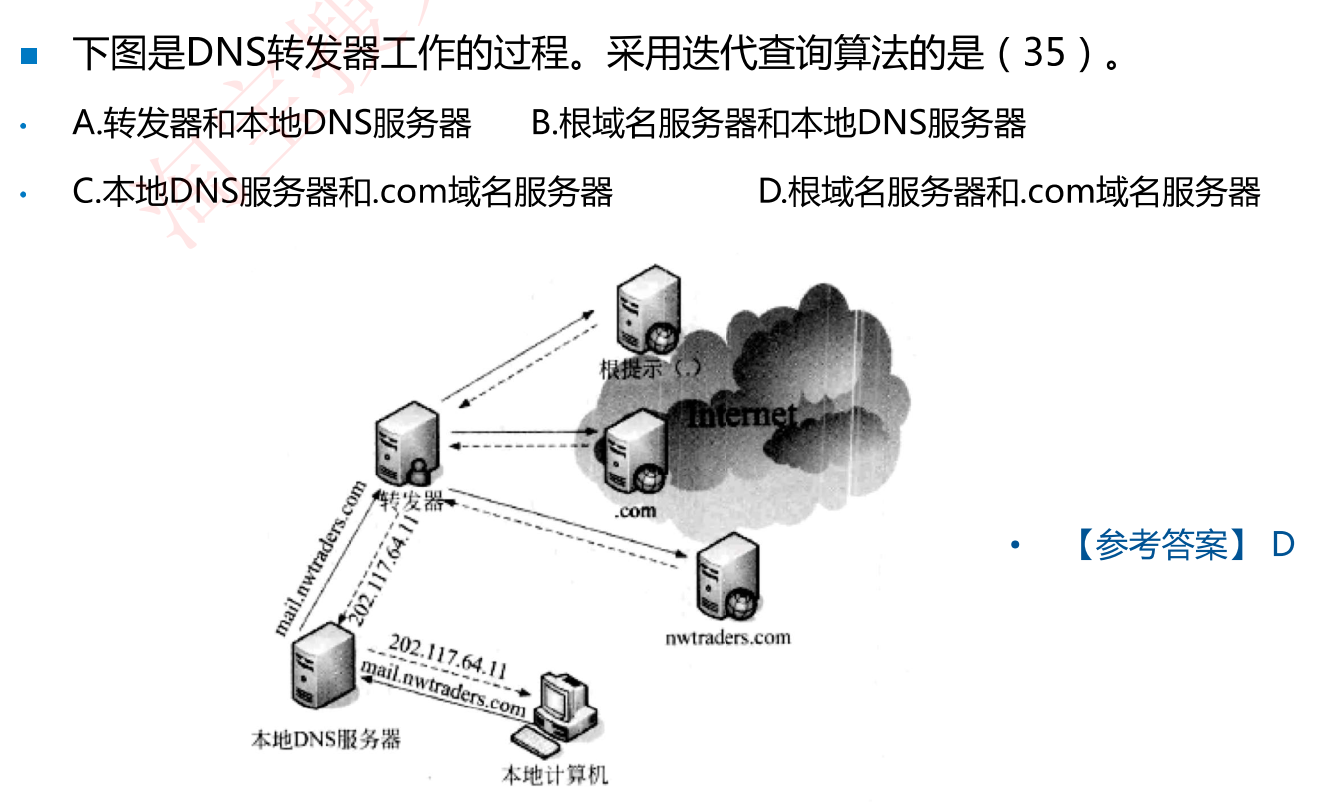 下图是DNS转发器工作的过程。采用迭代查询算法的是（35）。
A.转发器和本地DNS服务器 B.根域名服务器和本地DNS服务器
C.本地DNS服务器和.com域名服务器 D.根域名服务器和.com域名服务器
淘宝搜
根提示（.）
Internet
.com
转发器
mail.nwtraders.com
202.117.64.11
【参考答案】 D
nwtraders.com
202.117.64.11
mail.nwtraders.com
本地DNS服务器
本地计算机